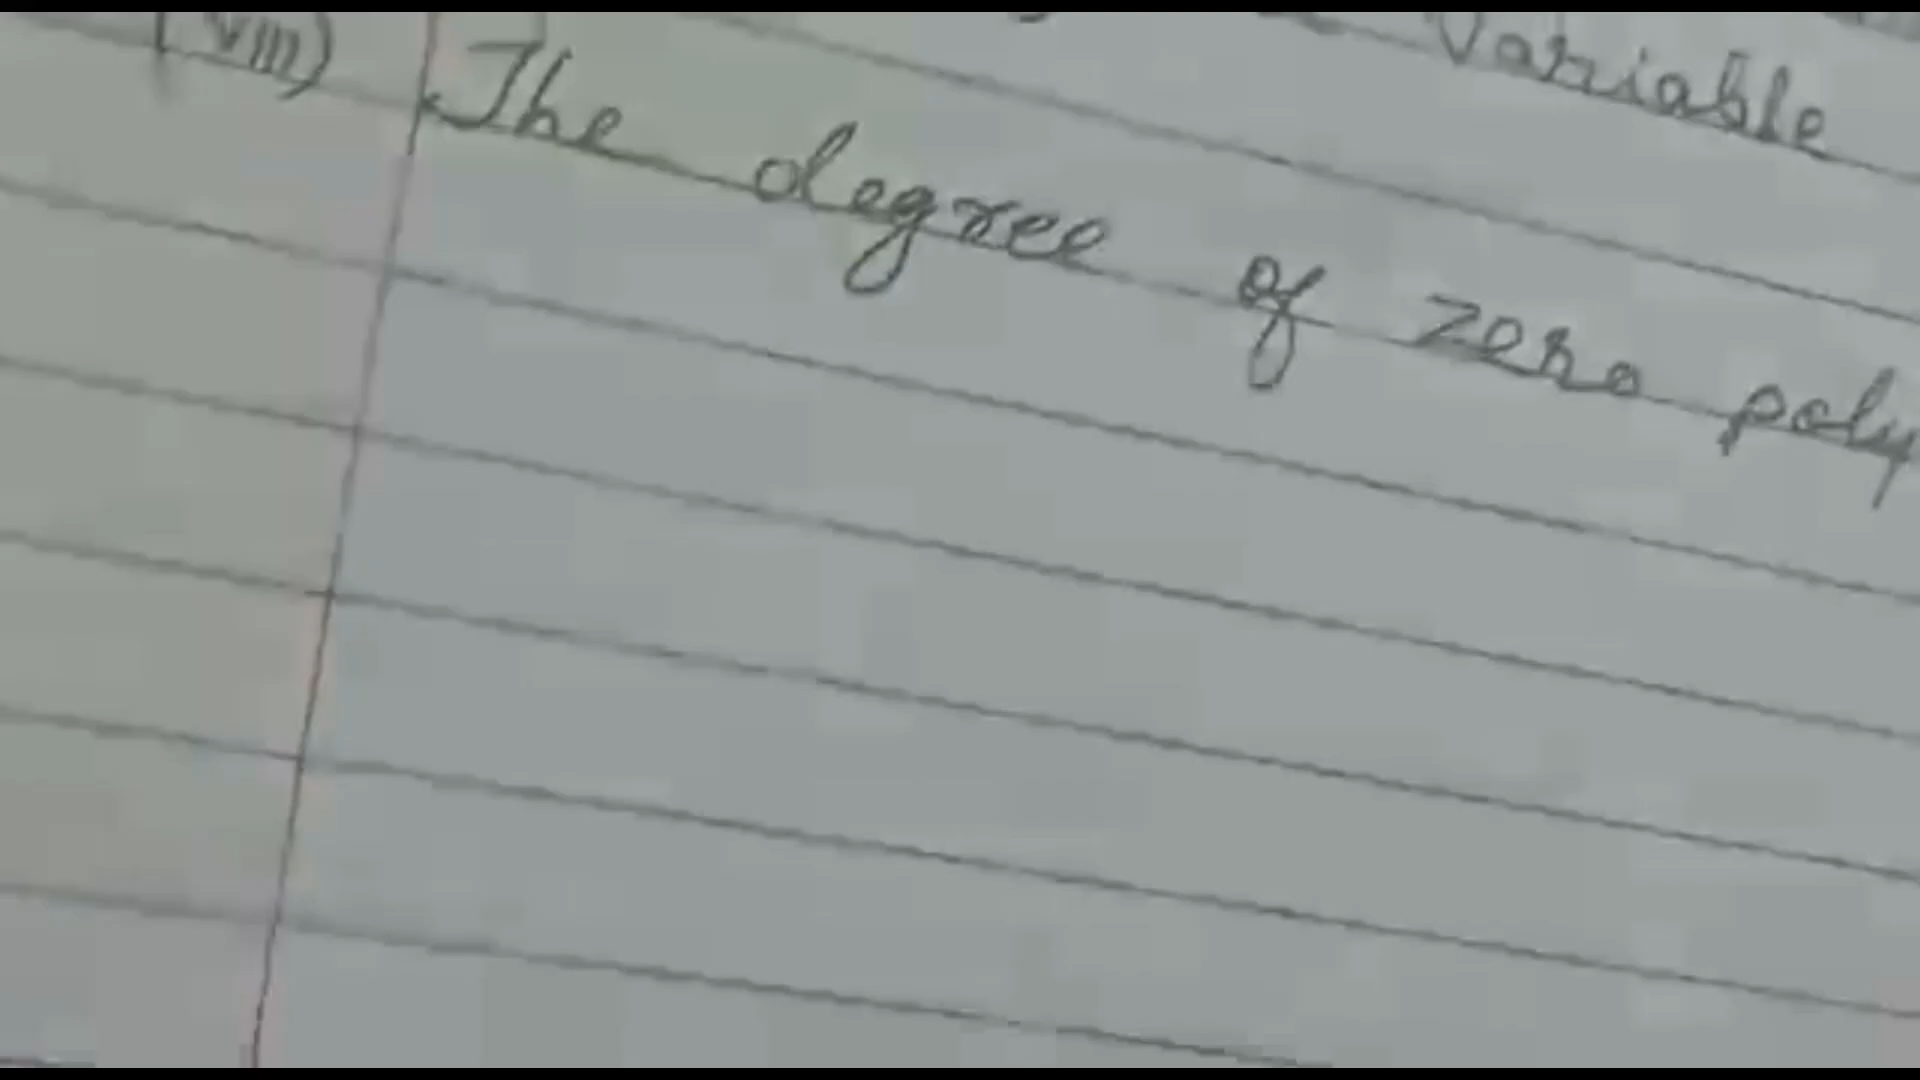 Variable
(viii) The degree of zero poly